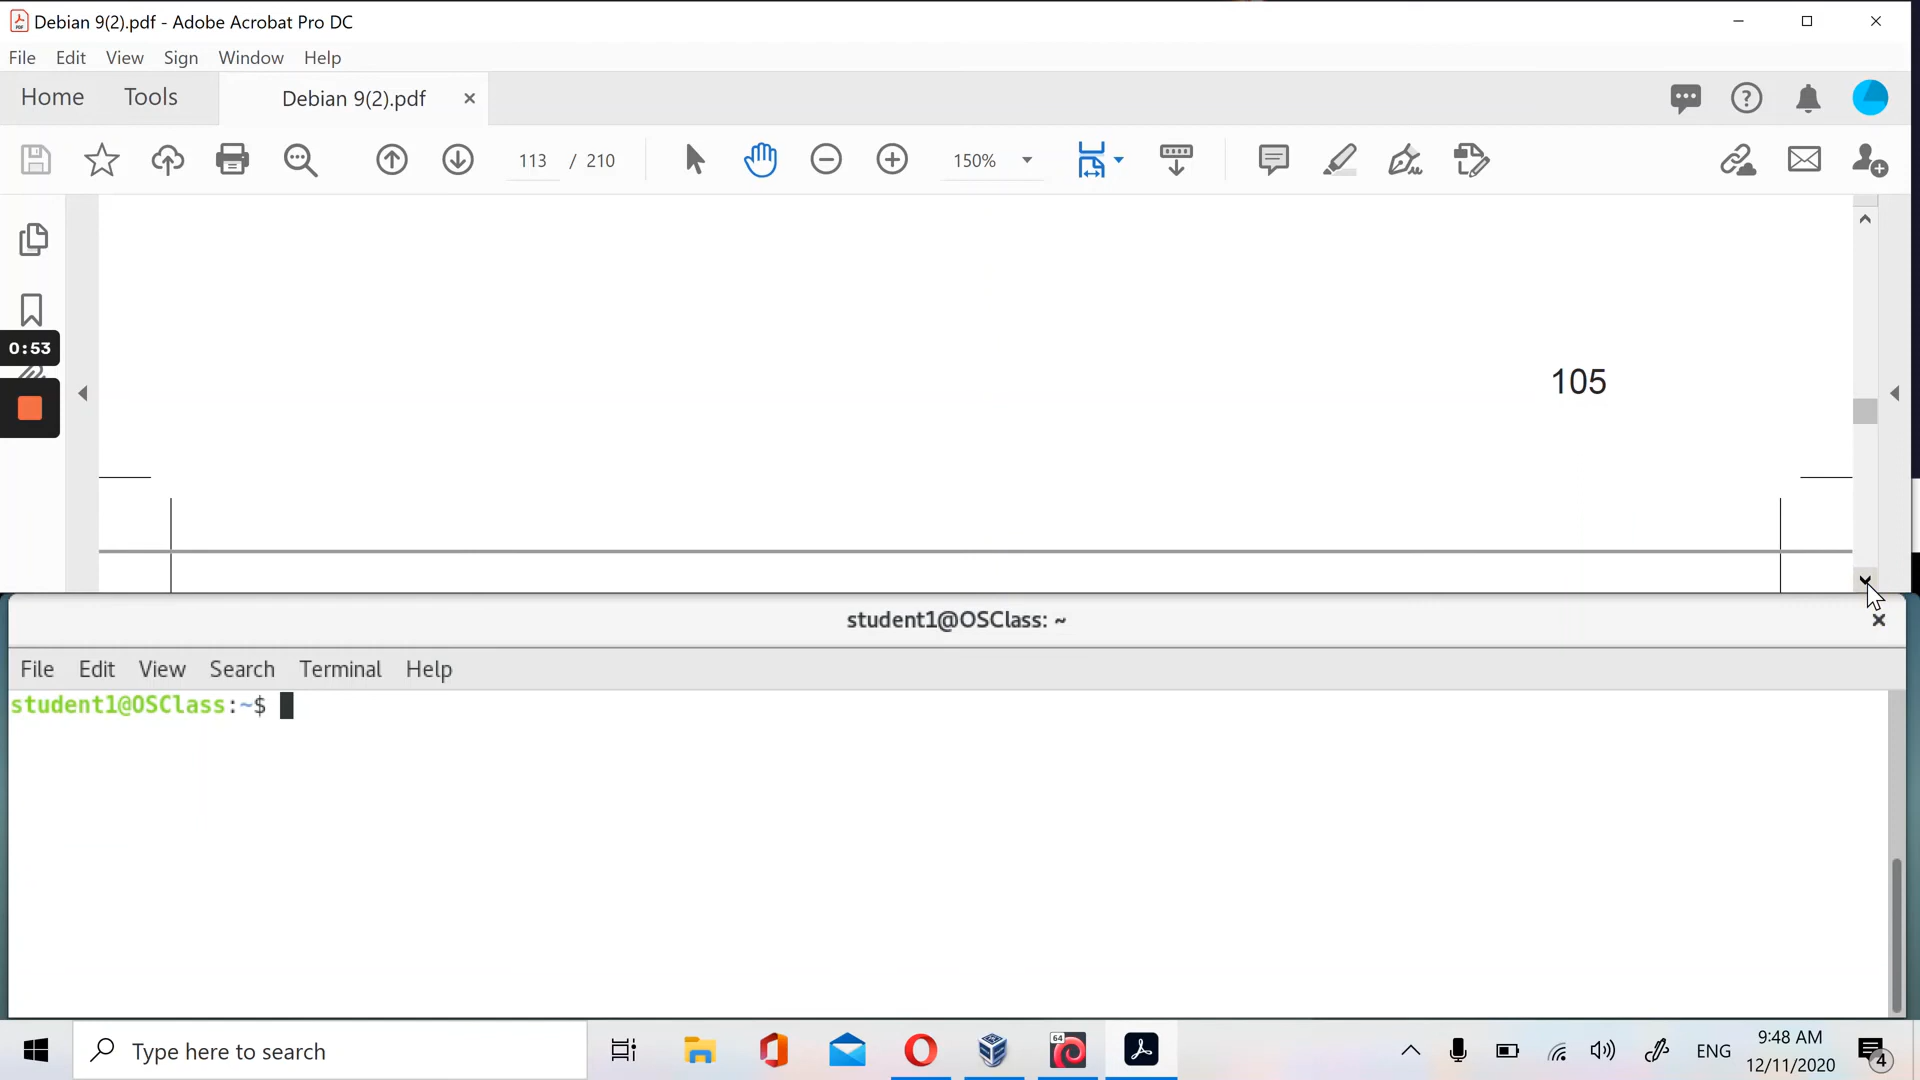 Debian 9(2).pdf - Adobe Acrobat Pro DC
File Edit View Sign Window Help
Home Tools Debian 9(2).pdf
113 / 210 150%
0:53
105
student1@OSClass: ~
File Edit View Search Terminal Help
student1@OSClass:~$
Type here to search
64
ENG
9:48 AM
12/11/2020
4